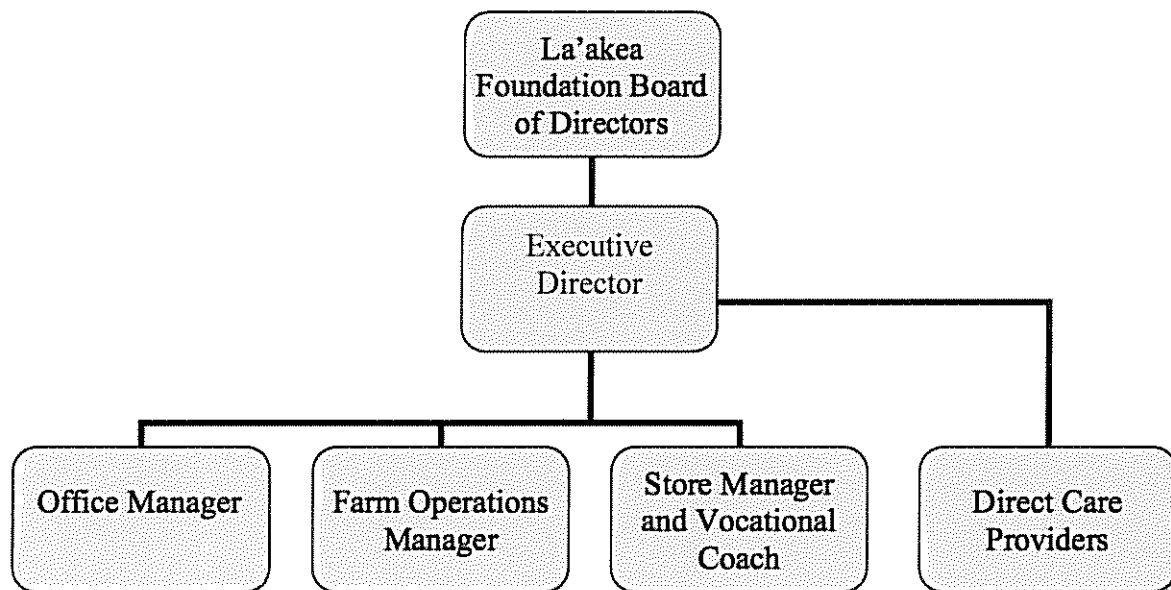 La'akea
Foundation Board
of Directors
Executive
Director
Office Manager
Farm Operations
Manager
Store Manager
and Vocational
Coach
Direct Care
Providers